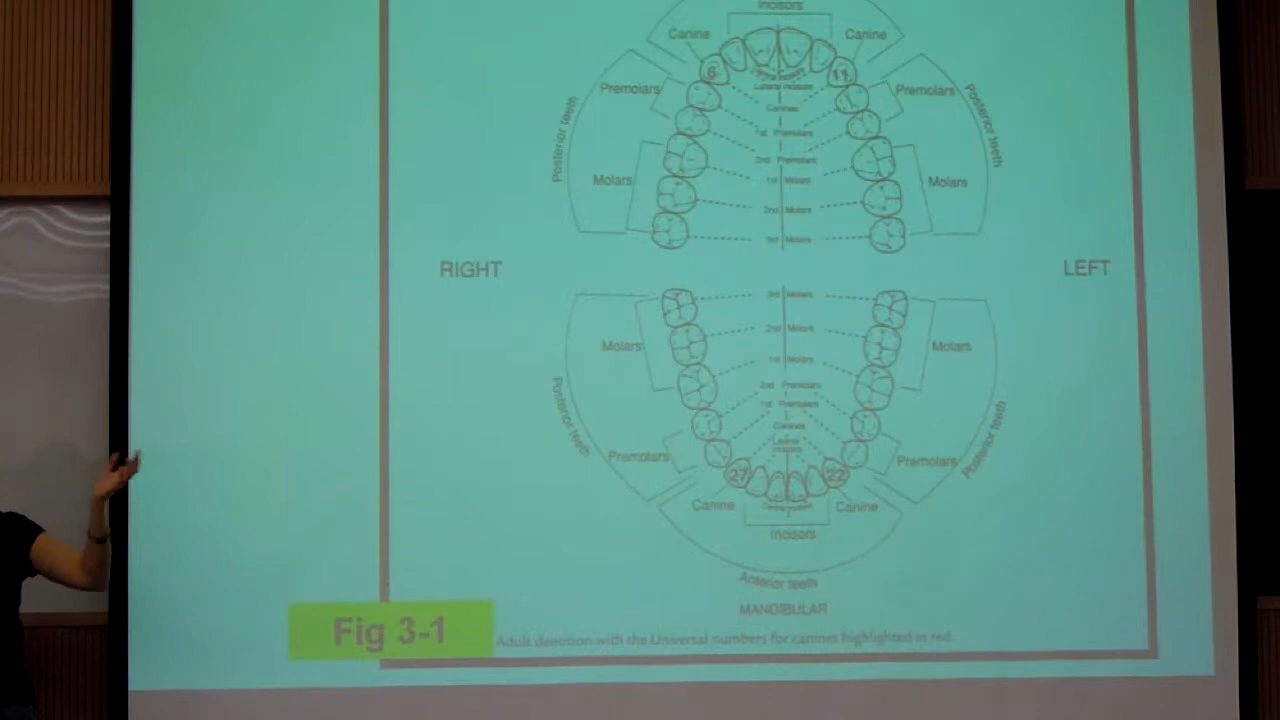 Incisors
Canine
Canine
6
11
Premolars
Premolars
Lateral incisors
Canines
Posterior teeth
Posterior teeth
1st Premolars
2nd Premolars
Molars
Molars
1st Molars
2nd Molars
3rd Molars
RIGHT
LEFT
3rd Molars
2nd Molars
Molars
Molars
1st Molars
2nd Premolars
1st Premolars
Posterior teeth
Posterior teeth
Canines
Lateral incisors
Premolars
Premolars
27
22
Canine
Canine
Incisors
Anterior teeth
MANDIBULAR
Fig 3-1
Adult dentition with the Universal numbers for canines highlighted in red.